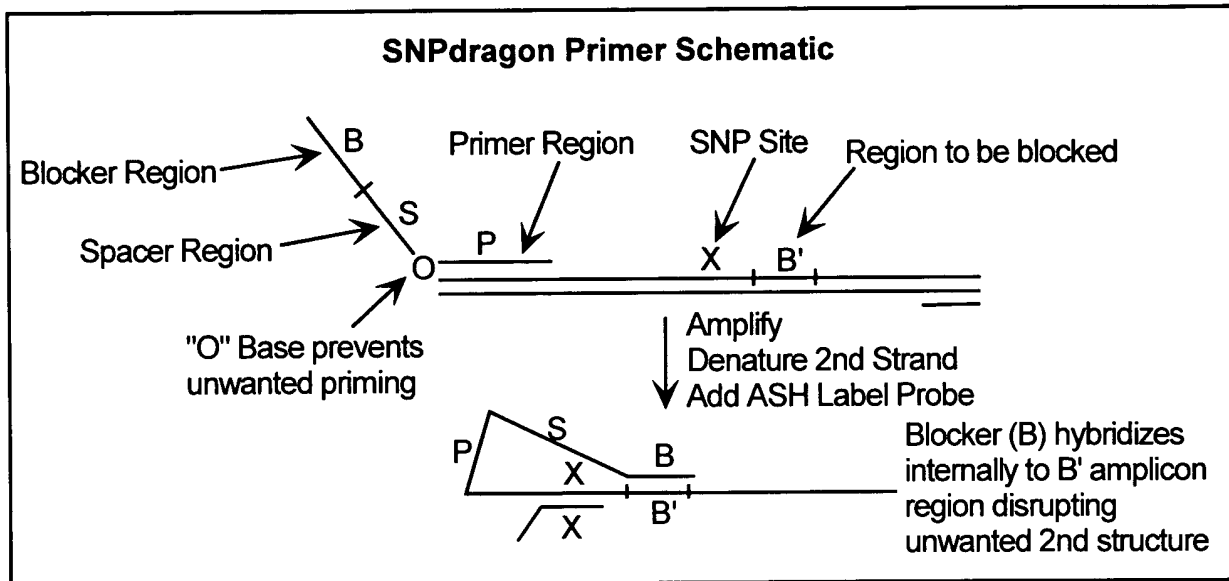 SNPdragon Primer Schematic
B
Primer Region
SNP Site
Region to be blocked
Blocker Region
S
Spacer Region
P
X
B'
O
"O" Base prevents
unwanted priming
Amplify
Denature 2nd Strand
Add ASH Label Probe
S
P
X
B
B'
X
Blocker (B) hybridizes
internally to B' amplicon
region disrupting
unwanted 2nd structure